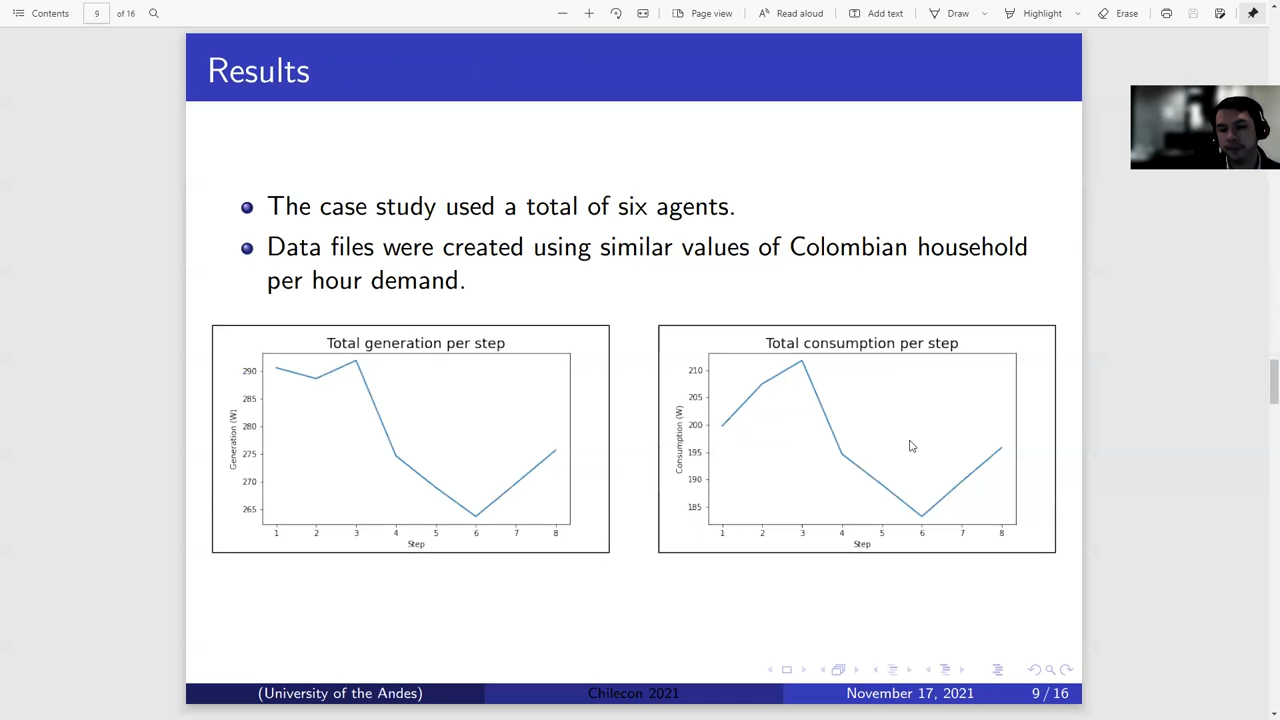 Contents 9 of 16 Page view Read aloud Add text Draw Highlight Erase
Results
The case study used a total of six agents.
Data files were created using similar values of Colombian household
per hour demand.
Total generation per step
290
285
280
275
270
265
Generation (W)
1 2 3 4 5 6 7 8
Step
Total consumption per step
210
205
200
195
190
185
Consumption (W)
1 2 3 4 5 6 7 8
Step
(University of the Andes) Chilecon 2021 November 17, 2021 9 / 16